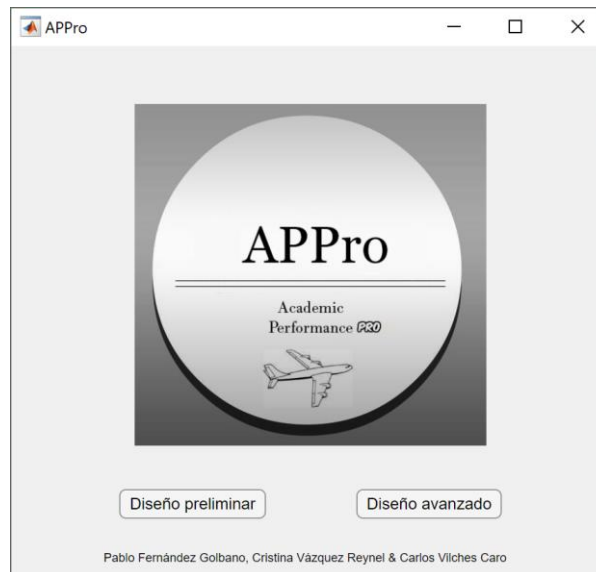 APPro
APPro
Academic
Performance PRO
Diseño preliminar
Diseño avanzado
Pablo Fernández Golbano, Cristina Vázquez Reynel & Carlos Vilches Caro